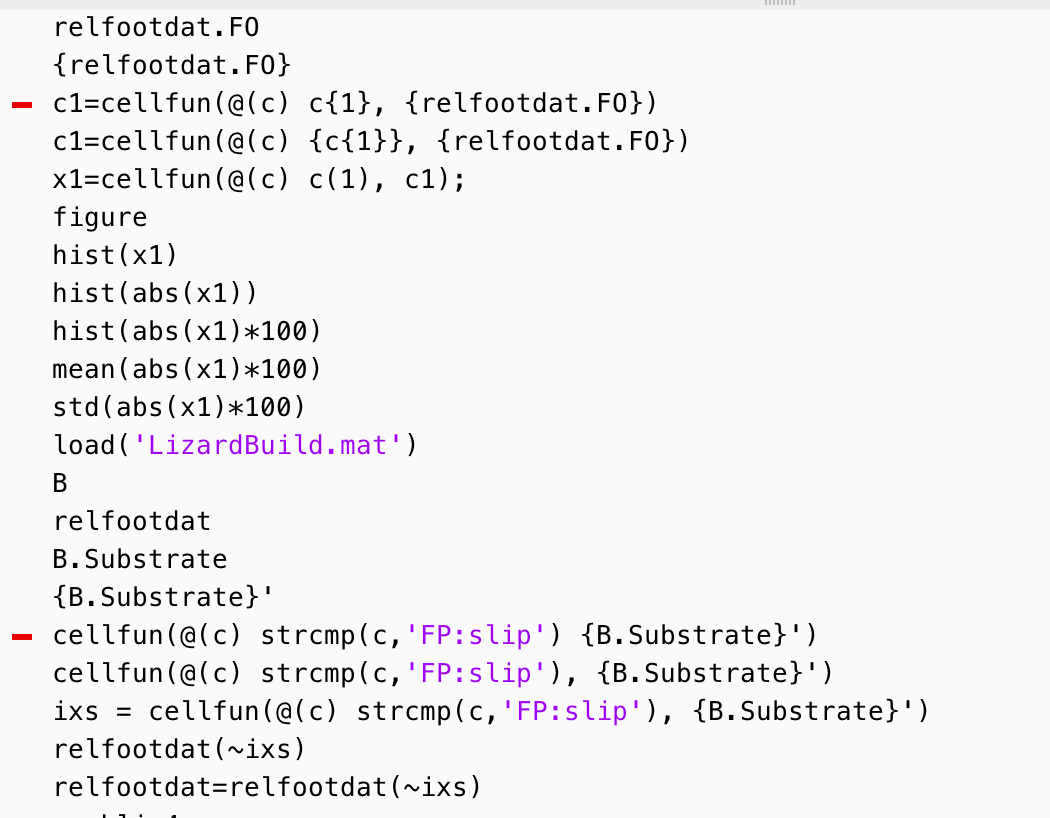 relfootdat.FO
{relfootdat.FO}
c1=cellfun(@(c) c{1}, {relfootdat.FO})
c1=cellfun(@(c) {c{1}}, {relfootdat.FO})
x1=cellfun(@(c) c(1), c1);
figure
hist(x1)
hist(abs(x1))
hist(abs(x1)*100)
mean(abs(x1)*100)
std(abs(x1)*100)
load('LizardBuild.mat')
B
relfootdat
B.Substrate
{B.Substrate}'
cellfun(@(c) strcmp(c,'FP:slip') {B.Substrate}')
cellfun(@(c) strcmp(c,'FP:slip'), {B.Substrate}')
ixs = cellfun(@(c) strcmp(c,'FP:slip'), {B.Substrate}')
relfootdat(~ixs)
relfootdat=relfootdat(~ixs)